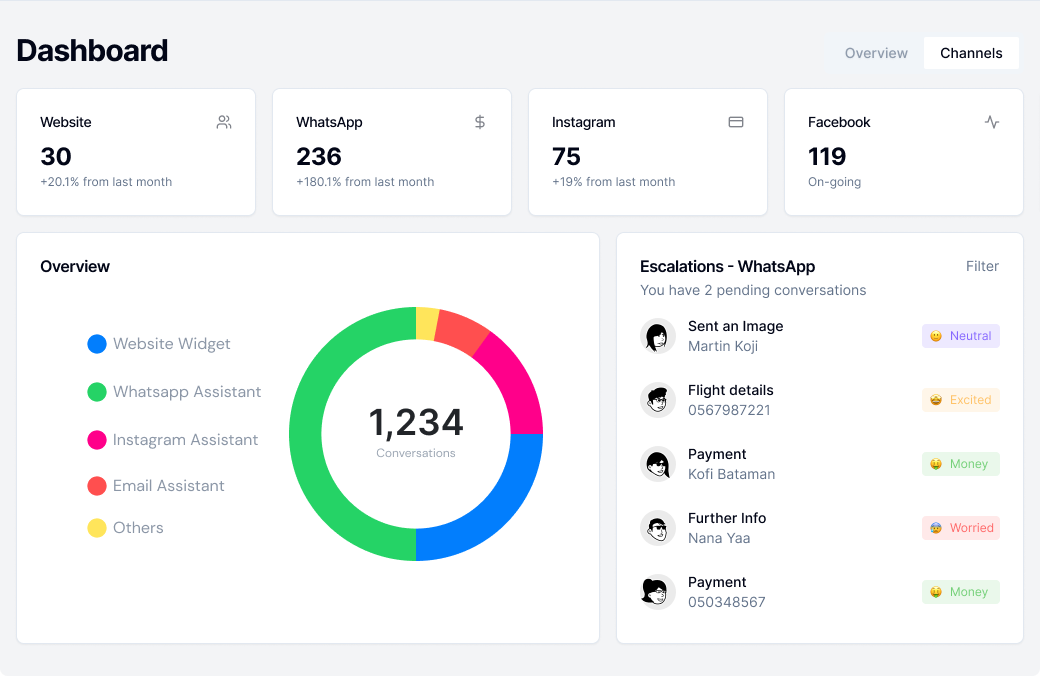 Dashboard
Overview
Channels
Website
30
+20.1% from last month
WhatsApp
236
+180.1% from last month
Instagram
75
+19% from last month
Facebook
119
On-going
Overview
Website Widget
Whatsapp Assistant
Instagram Assistant
Email Assistant
Others
1,234
Conversations
Escalations - WhatsApp
Filter
You have 2 pending conversations
Sent an Image
Martin Koji
Neutral
Flight details
0567987221
Excited
Payment
Kofi Bataman
Money
Further Info
Nana Yaa
Worried
Payment
050348567
Money